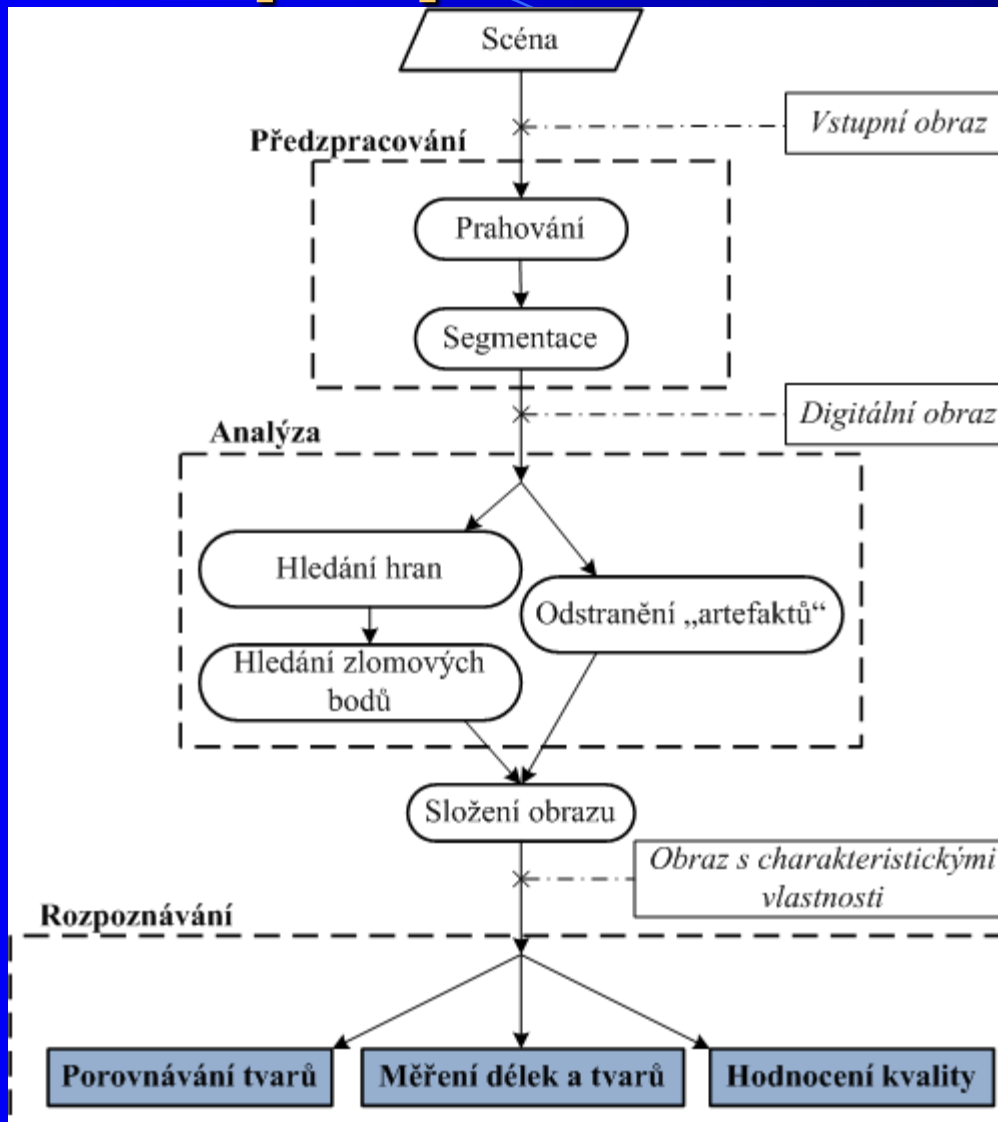 Scéna
Vstupní obraz
Předzpracování
Prahování
Segmentace
Digitální obraz
Analýza
Hledání hran
Odstranění „artefaktů“
Hledání zlomových
bodů
Složení obrazu
Obraz s charakteristickými
vlastnosti
Rozpoznávání
Porovnávání tvarů
Měření délek a tvarů
Hodnocení kvality